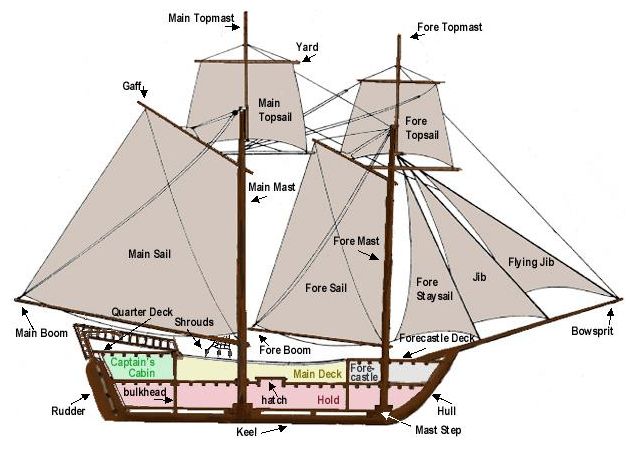 Main Topmast
Fore Topmast
Yard
Gaff
Main
Topsail
Fore
Topsail
Main Mast
Main Sail
Fore Mast
Fore Sail
Fore
Staysail
Jib
Flying Jib
Quarter Deck
Shrouds
Main Boom
Fore Boom
Forecastle Deck
Bowsprit
Captain's
Cabin
Main Deck
Fore-
castle
bulkhead
hatch
Hold
Rudder
Hull
Keel
Mast Step